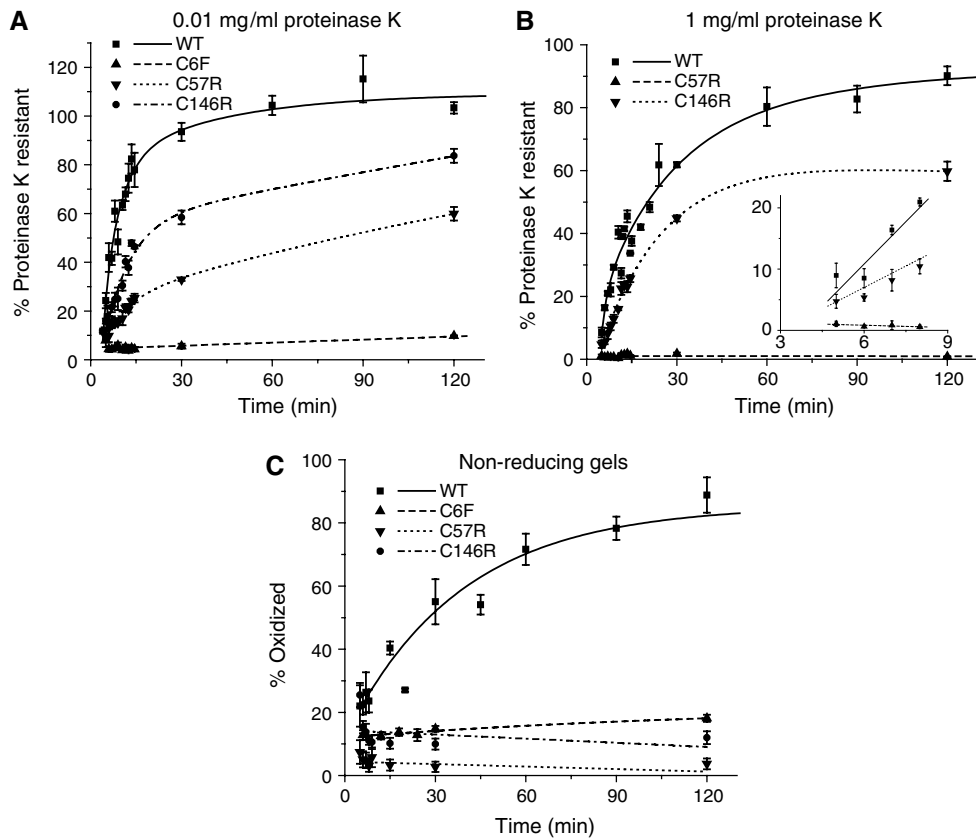 A
0.01 mg/ml proteinase K
WT
C6F
C57R
C146R
% Proteinase K resistant
120
100
80
60
40
20
0
0 30 60 90 120
Time (min)
B
1 mg/ml proteinase K
WT
C57R
C146R
% Proteinase K resistant
100
80
60
40
20
0
20
10
0
3 6 9
0 30 60 90 120
Time (min)
C
Non-reducing gels
WT
C6F
C57R
C146R
% Oxidized
100
80
60
40
20
0
0 30 60 90 120
Time (min)